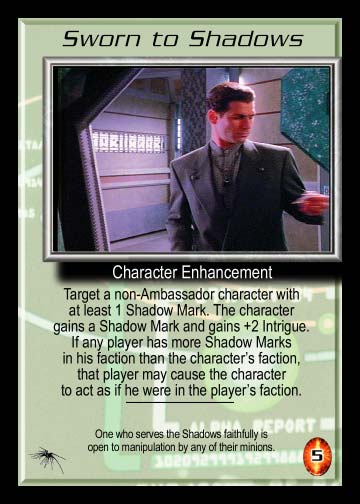 Sworn to Shadows
Character Enhancement
Target a non-Ambassador character with
at least 1 Shadow Mark. The character
gains a Shadow Mark and gains +2 Intrigue.
If any player has more Shadow Marks
in his faction than the character's faction,
that player may cause the character
to act as if he were in the player's faction.
ALPHA REPORT
One who serves the Shadows faithfully is
open to manipulation by any of their minions.
5